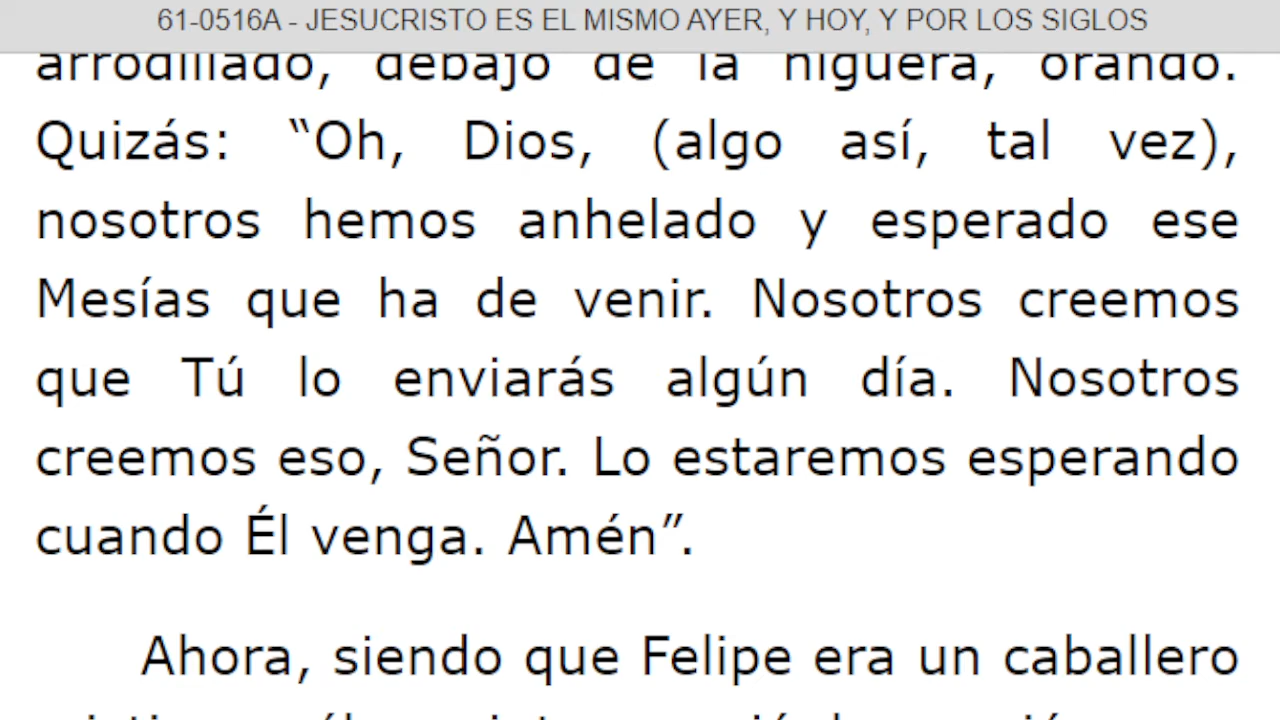 61-0516A - JESUCRISTO ES EL MISMO AYER, Y HOY, Y POR LOS SIGLOS
arrodillado, debajo de la higuera, orando.
Quizás: “Oh, Dios, (algo así, tal vez),
nosotros hemos anhelado y esperado ese
Mesías que ha de venir. Nosotros creemos
que Tú lo enviarás algún día. Nosotros
creemos eso, Señor. Lo estaremos esperando
cuando Él venga. Amén”.
Ahora, siendo que Felipe era un caballero